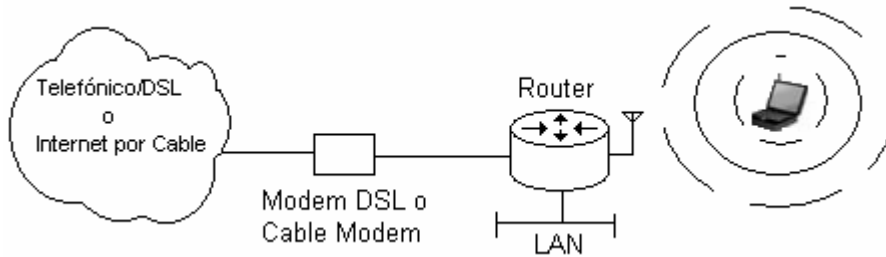 Telefónico/DSL
o
Internet por Cable
Modem DSL o
Cable Modem
Router
LAN